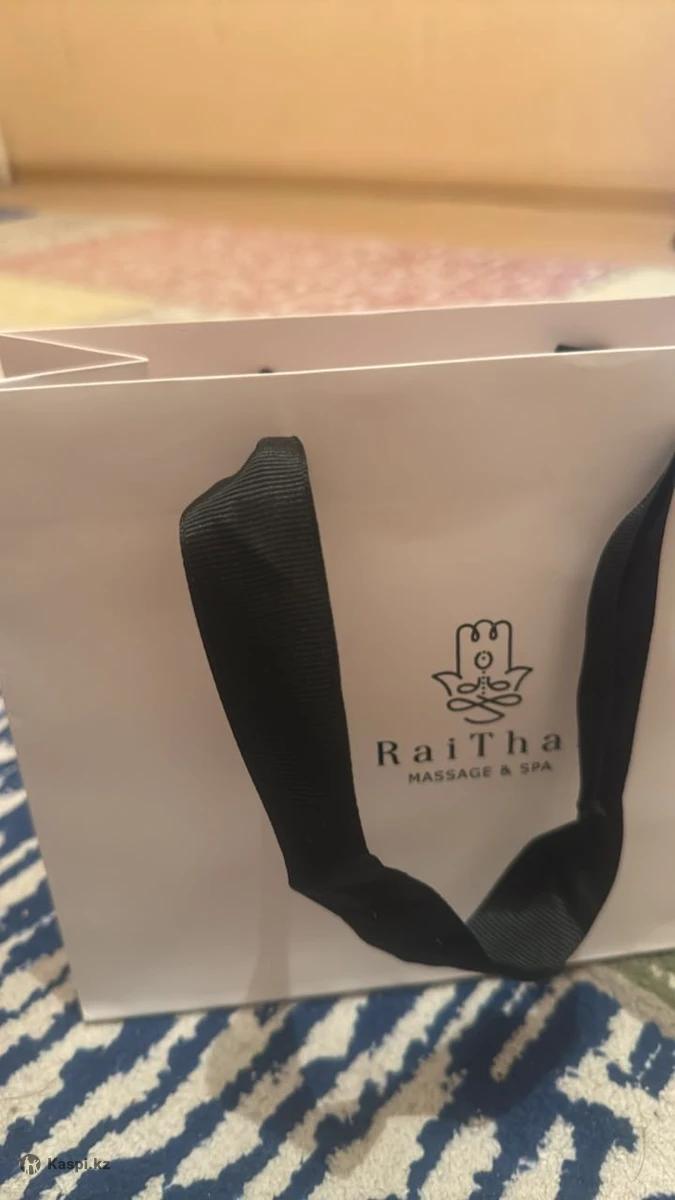 RaiTha
MASSAGE & SPA
Kaspi.kz